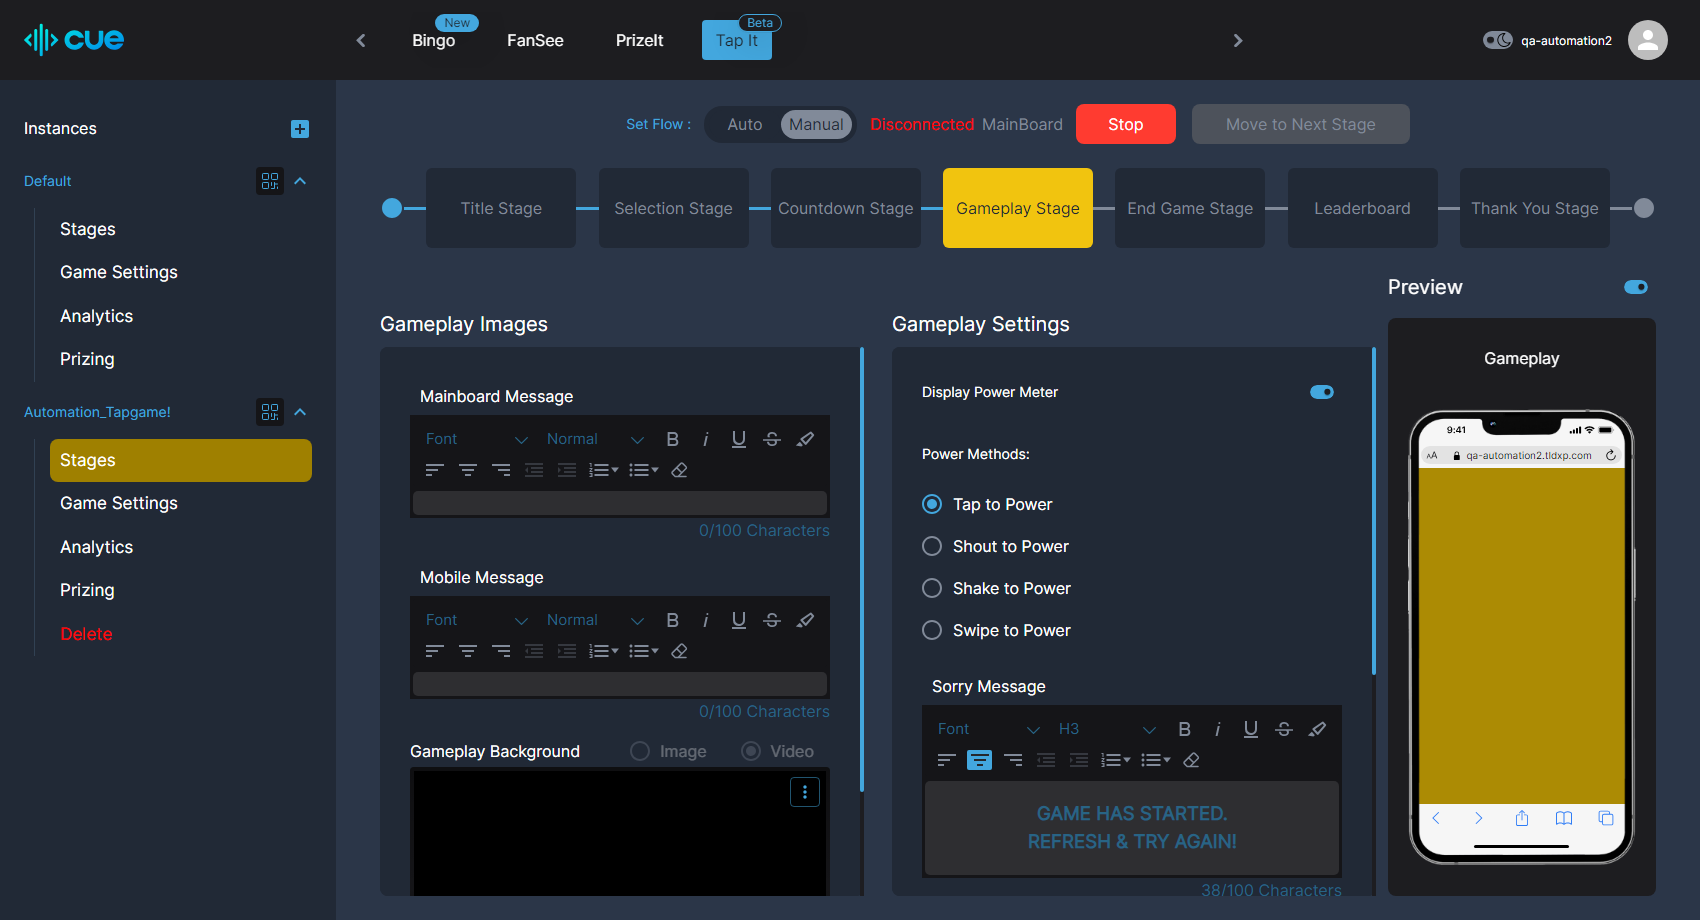 cue
Bingo
New
FanSee
PrizeIt
Tap It
Beta
qa-automation2
Instances
Default
Stages
Game Settings
Analytics
Prizing
Automation_Tapgame!
Stages
Game Settings
Analytics
Prizing
Delete
Set Flow :
Auto
Manual
Disconnected MainBoard
Stop
Move to Next Stage
Title Stage
Selection Stage
Countdown Stage
Gameplay Stage
End Game Stage
Leaderboard
Thank You Stage
Gameplay Images
Mainboard Message
Font
Normal
B
i
U
S
0/100 Characters
Mobile Message
Font
Normal
B
i
U
S
0/100 Characters
Gameplay Background
Image
Video
Gameplay Settings
Display Power Meter
Power Methods:
Tap to Power
Shout to Power
Shake to Power
Swipe to Power
Sorry Message
Font
H3
B
i
U
S
GAME HAS STARTED.
REFRESH & TRY AGAIN!
38/100 Characters
Preview
Gameplay
9:41
AA
qa-automation2.tldxp.com